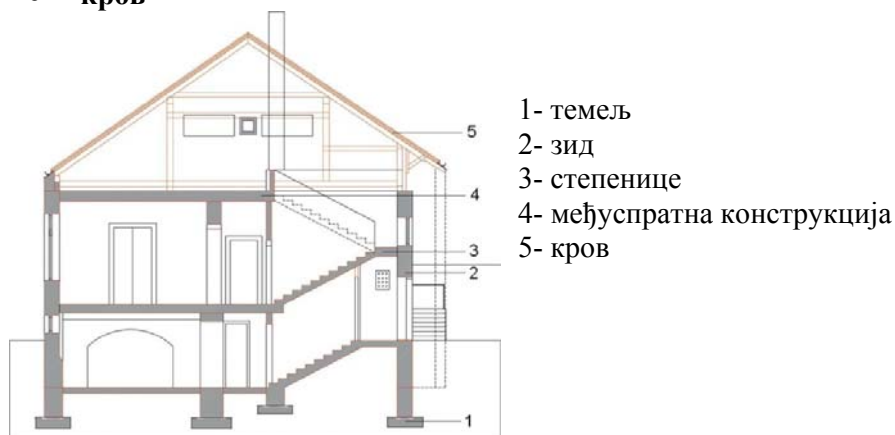 кров
5
1- темељ
2- зид
3- степенице
4- међуспратна конструкција
5- кров
4
3
2
1